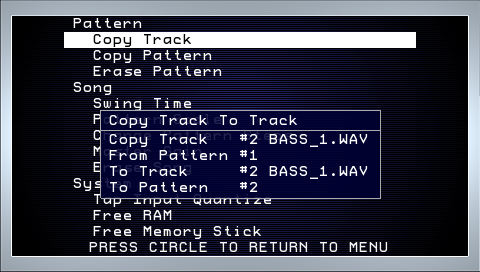 Pattern
Copy Track
Copy Pattern
Erase Pattern
Song
Swing Time
Copy Track To Track
Copy Track #2 BASS_1.WAV
From Pattern #1
To Track #2 BASS_1.WAV
To Pattern #2
Tap Input Quantize
Free RAM
Free Memory Stick
PRESS CIRCLE TO RETURN TO MENU